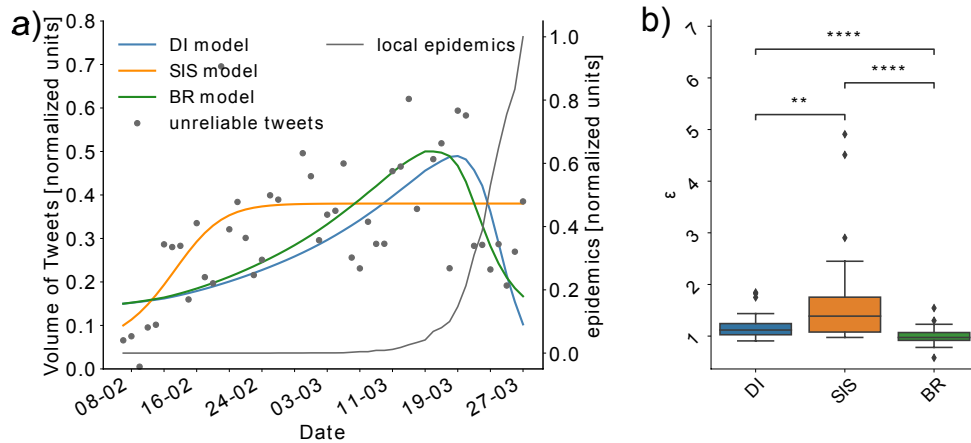 a)
Volume of Tweets [normalized units]
0.8
0.7
0.6
0.5
0.4
0.3
0.2
0.1
0.0
DI model
SIS model
BR model
unreliable tweets
local epidemics
1.0
0.8
0.6
0.4
0.2
0.0
epidemics [normalized units]
08-02
16-02
24-02
03-03
11-03
19-03
27-03
Date
b)
ε
7
6
5
4
3
2
1
****
****
**
DI
SIS
BR